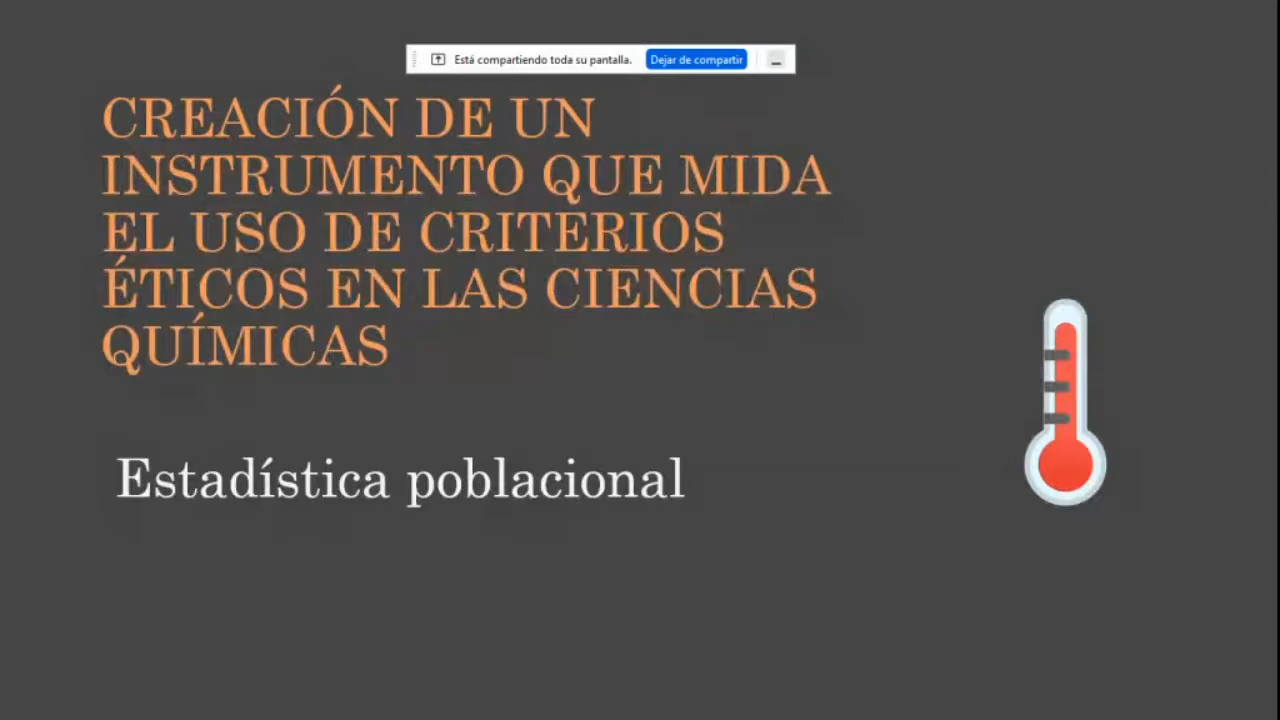 Está compartiendo toda su pantalla. Dejar de compartir
CREACIÓN DE UN
INSTRUMENTO QUE MIDA
EL USO DE CRITERIOS
ÉTICOS EN LAS CIENCIAS
QUÍMICAS
Estadística poblacional